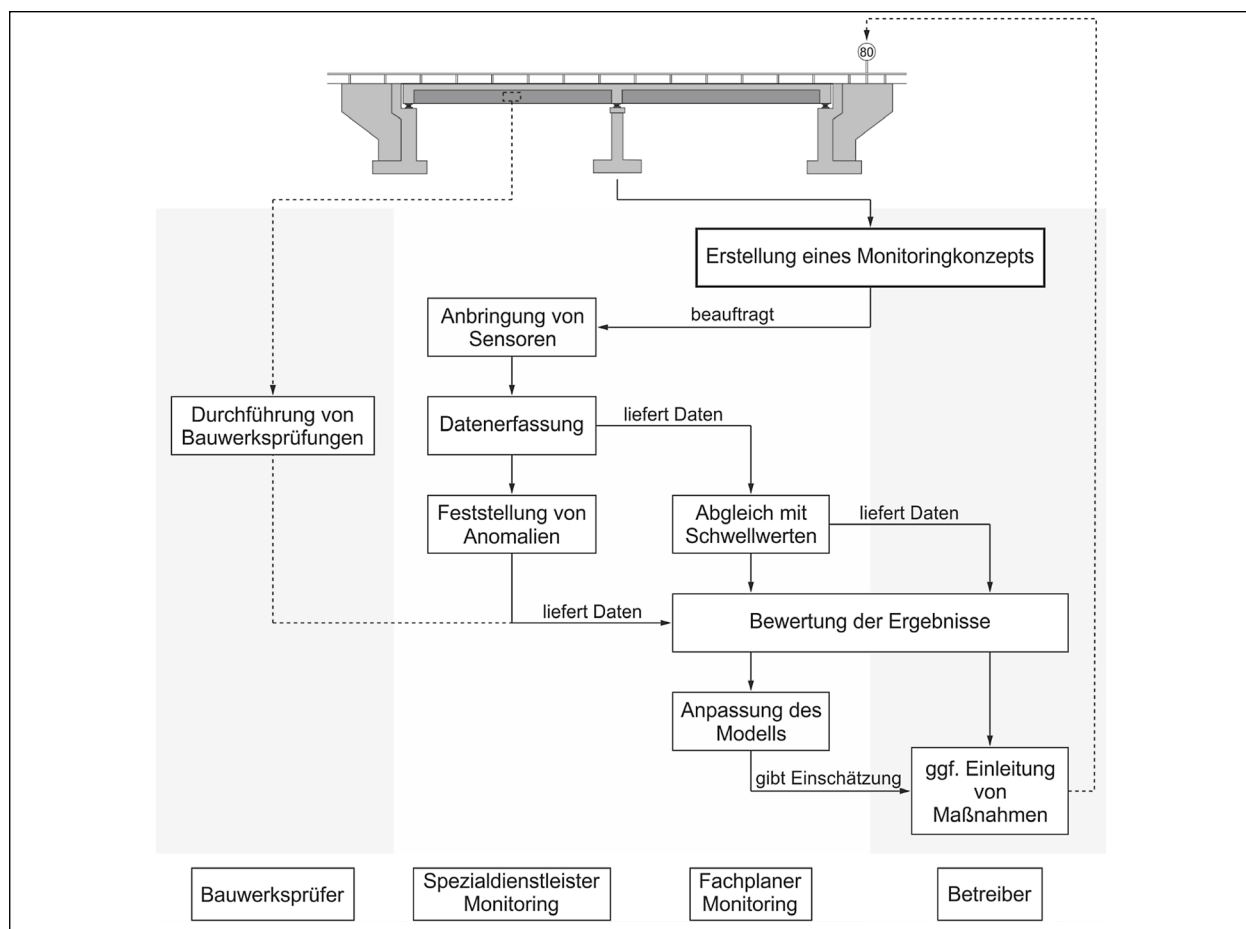 80
Erstellung eines Monitoringkonzepts
beauftragt
Anbringung von
Sensoren
Durchführung von
Bauwerksprüfungen
Datenerfassung
liefert Daten
Feststellung von
Anomalien
Abgleich mit
Schwellwerten
liefert Daten
liefert Daten
Bewertung der Ergebnisse
Anpassung des
Modells
gibt Einschätzung
ggf. Einleitung
von
Maßnahmen
Bauwerksprüfer
Spezialdienstleister
Monitoring
Fachplaner
Monitoring
Betreiber